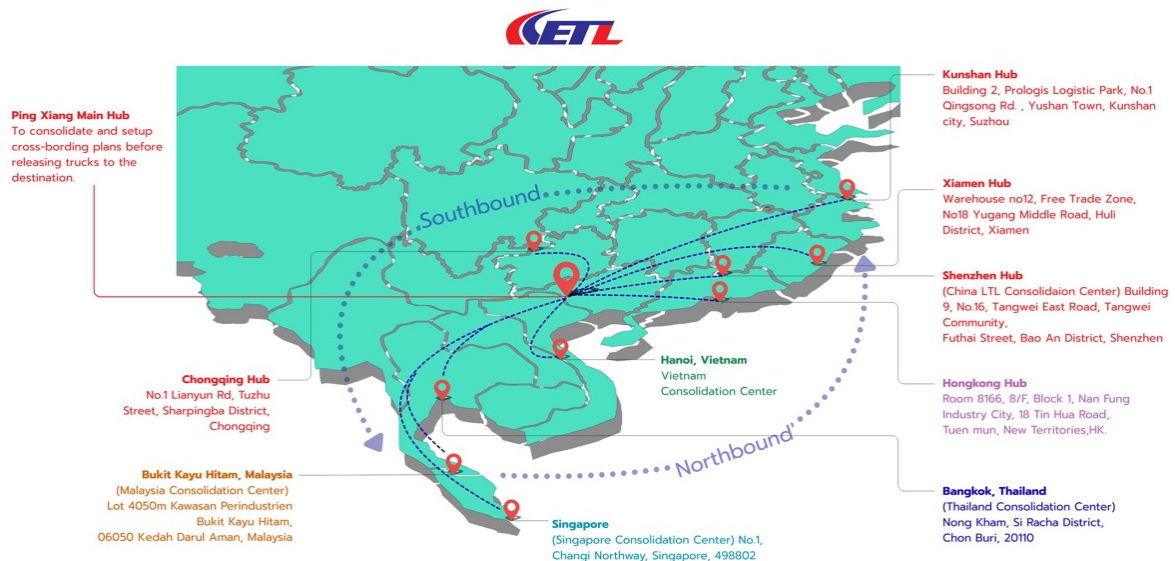 ETL
Ping Xiang Main Hub
To consolidate and setup
cross-bording plans before
releasing trucks to the
destination.
Kunshan Hub
Building 2, Prologis Logistic Park, No.1
Qingsong Rd. , Yushan Town, Kunshan
city, Suzhou
Xiamen Hub
Warehouse no12, Free Trade Zone,
No18 Yugang Middle Road, Huli
District, Xiamen
Southbound
Shenzhen Hub
(China LTL Consolidaion Center) Building
9, No.16, Tangwei East Road, Tangwei
Community,
Futhai Street, Bao An District, Shenzhen
Hanoi, Vietnam
Vietnam
Consolidation Center
Chongqing Hub
No.1 Lianyun Rd, Tuzhu
Street, Sharpingba District,
Chongqing
Hongkong Hub
Room 8166, 8/F, Block 1, Nan Fung
Industry City, 18 Tin Hua Road,.
Tuen mun, New Territories,HK.
Northbound
Bukit Kayu Hitam, Malaysia
(Malaysia Consolidation Center)
Lot 4050m Kawasan Perindustrien
Bukit Kayu Hitam,
06050 Kedah Darul Aman, Malaysia
Bangkok, Thailand
(Thailand Consolidation Center)
Nong Kham, Si Racha District,
Chon Buri, 20110
Singapore
(Singapore Consolidation Center) No.1,
Changi Northway, Singapore, 498802